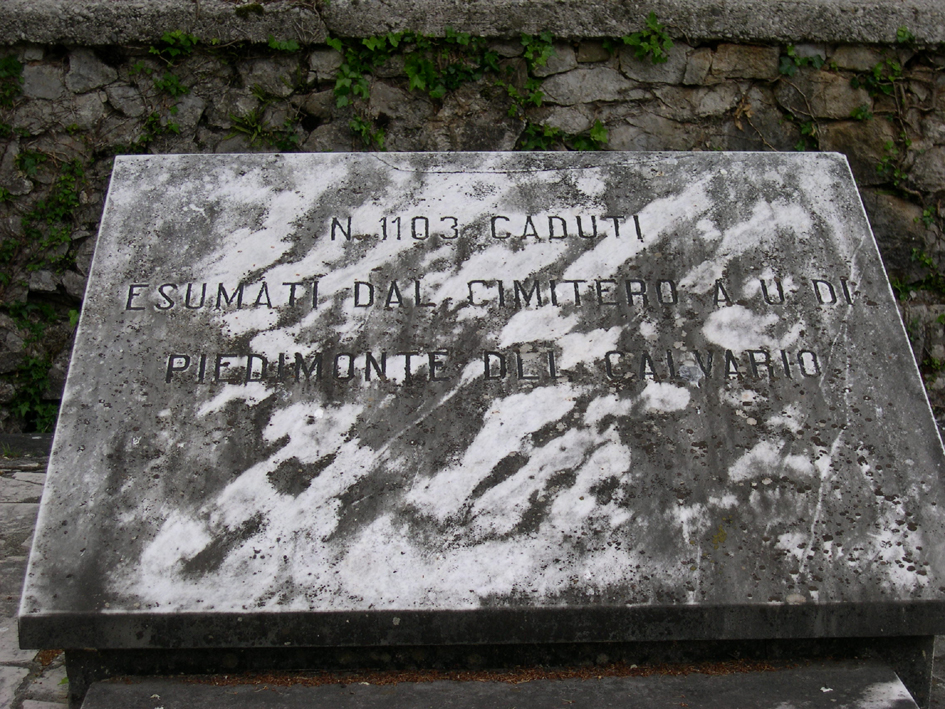 N 1103 CADUTI
ESUMATI DAL CIMITERO A U DI
PIEDIMONTE DEL CALVARIO